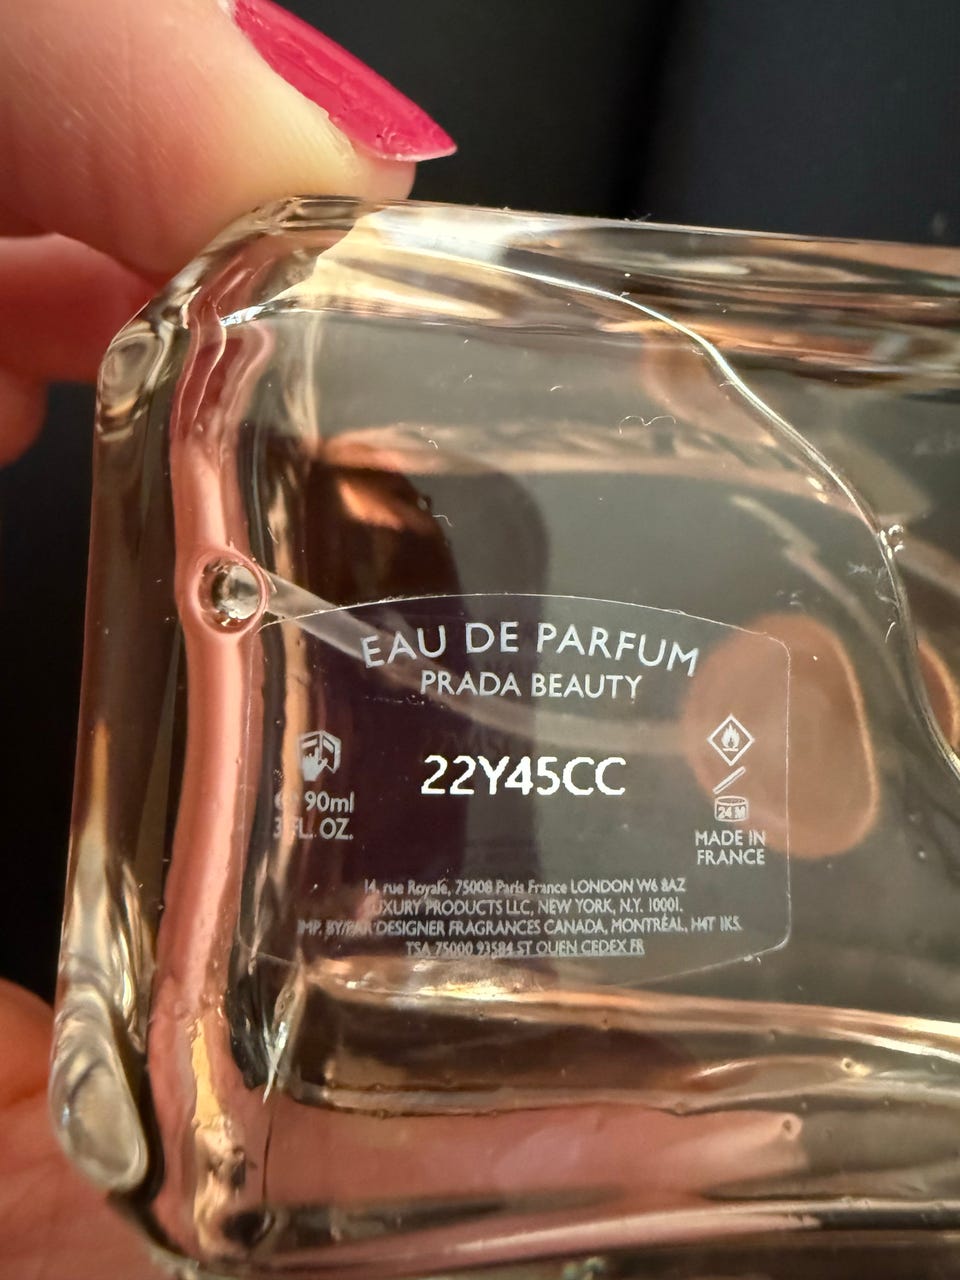 EAU DE PARFUM
PRADA BEAUTY
22Y45CC
90ml
FL. OZ.
24 M
MADE IN
FRANCE
14, rue Royale, 75008 Paris France LONDON W6 8AZ
LUXURY PRODUCTS LLC, NEW YORK, N.Y. 10001.
IMP. BY/PAR DESIGNER FRAGRANCES CANADA, MONTRÉAL, H4T 1K5.
TSA 75000 93584 ST OUEN CEDEX FR